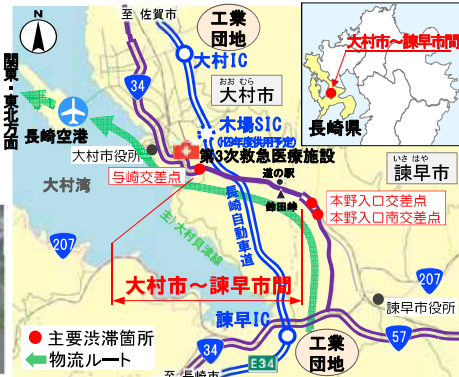 至 佐賀市
工業
団地
N
34
大村IC
おおむら
大村市
大村市～諫早市間
長崎県
関東・東北方面
長崎空港
大村市役所
木場SIC
(H29年度供用予定)
第3次救急医療施設
与崎交差点
道の駅
鈴田峠
いさはや
諫早市
本野入口交差点
本野入口南交差点
大村湾
長崎自動車道
主)大村貝津線
207
大村市～諫早市間
207
諫早市役所
諫早IC
57
主要渋滞箇所
物流ルート
34
E34
工業
団地
至 長崎市